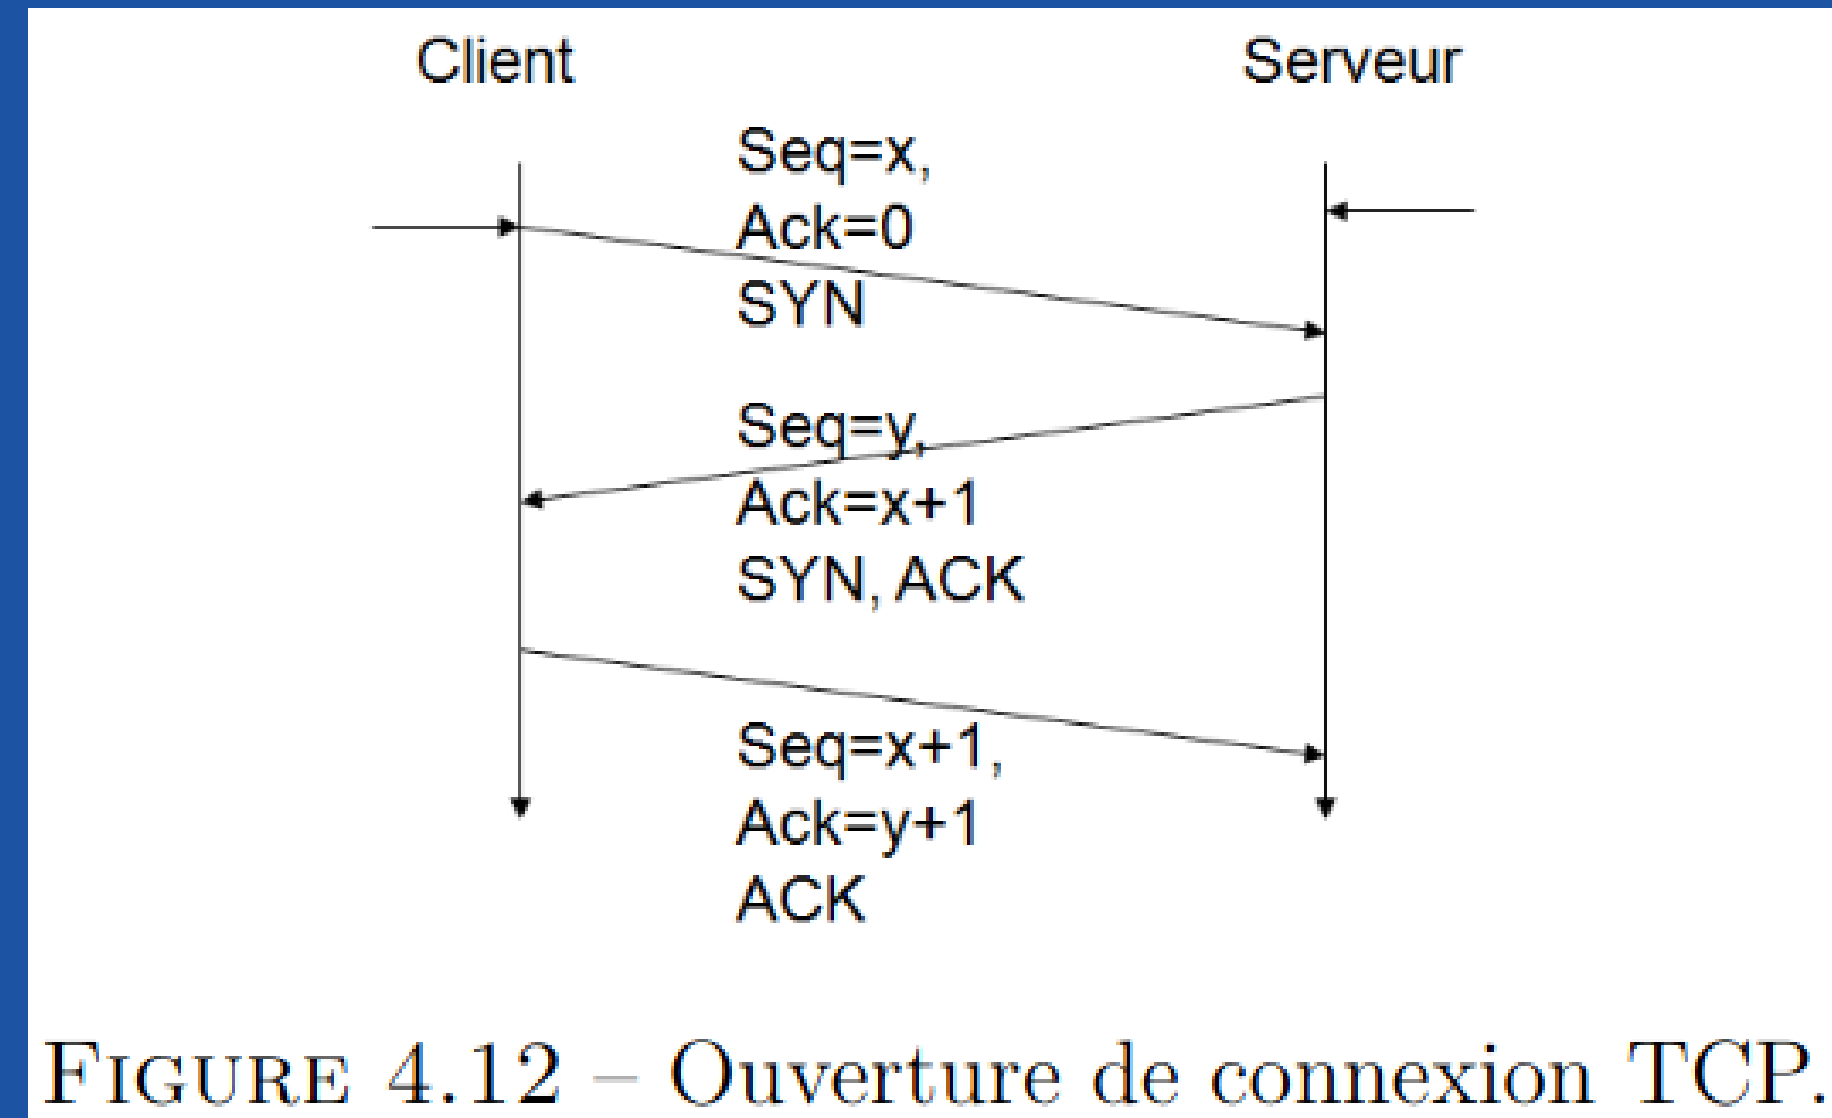 Client
Serveur
Seq=x,
Ack=0
SYN
Seq=y,
Ack=x+1
SYN, ACK
Seq=x+1,
Ack=y+1
ACK
FIGURE 4.12 – Ouverture de connexion TCP.